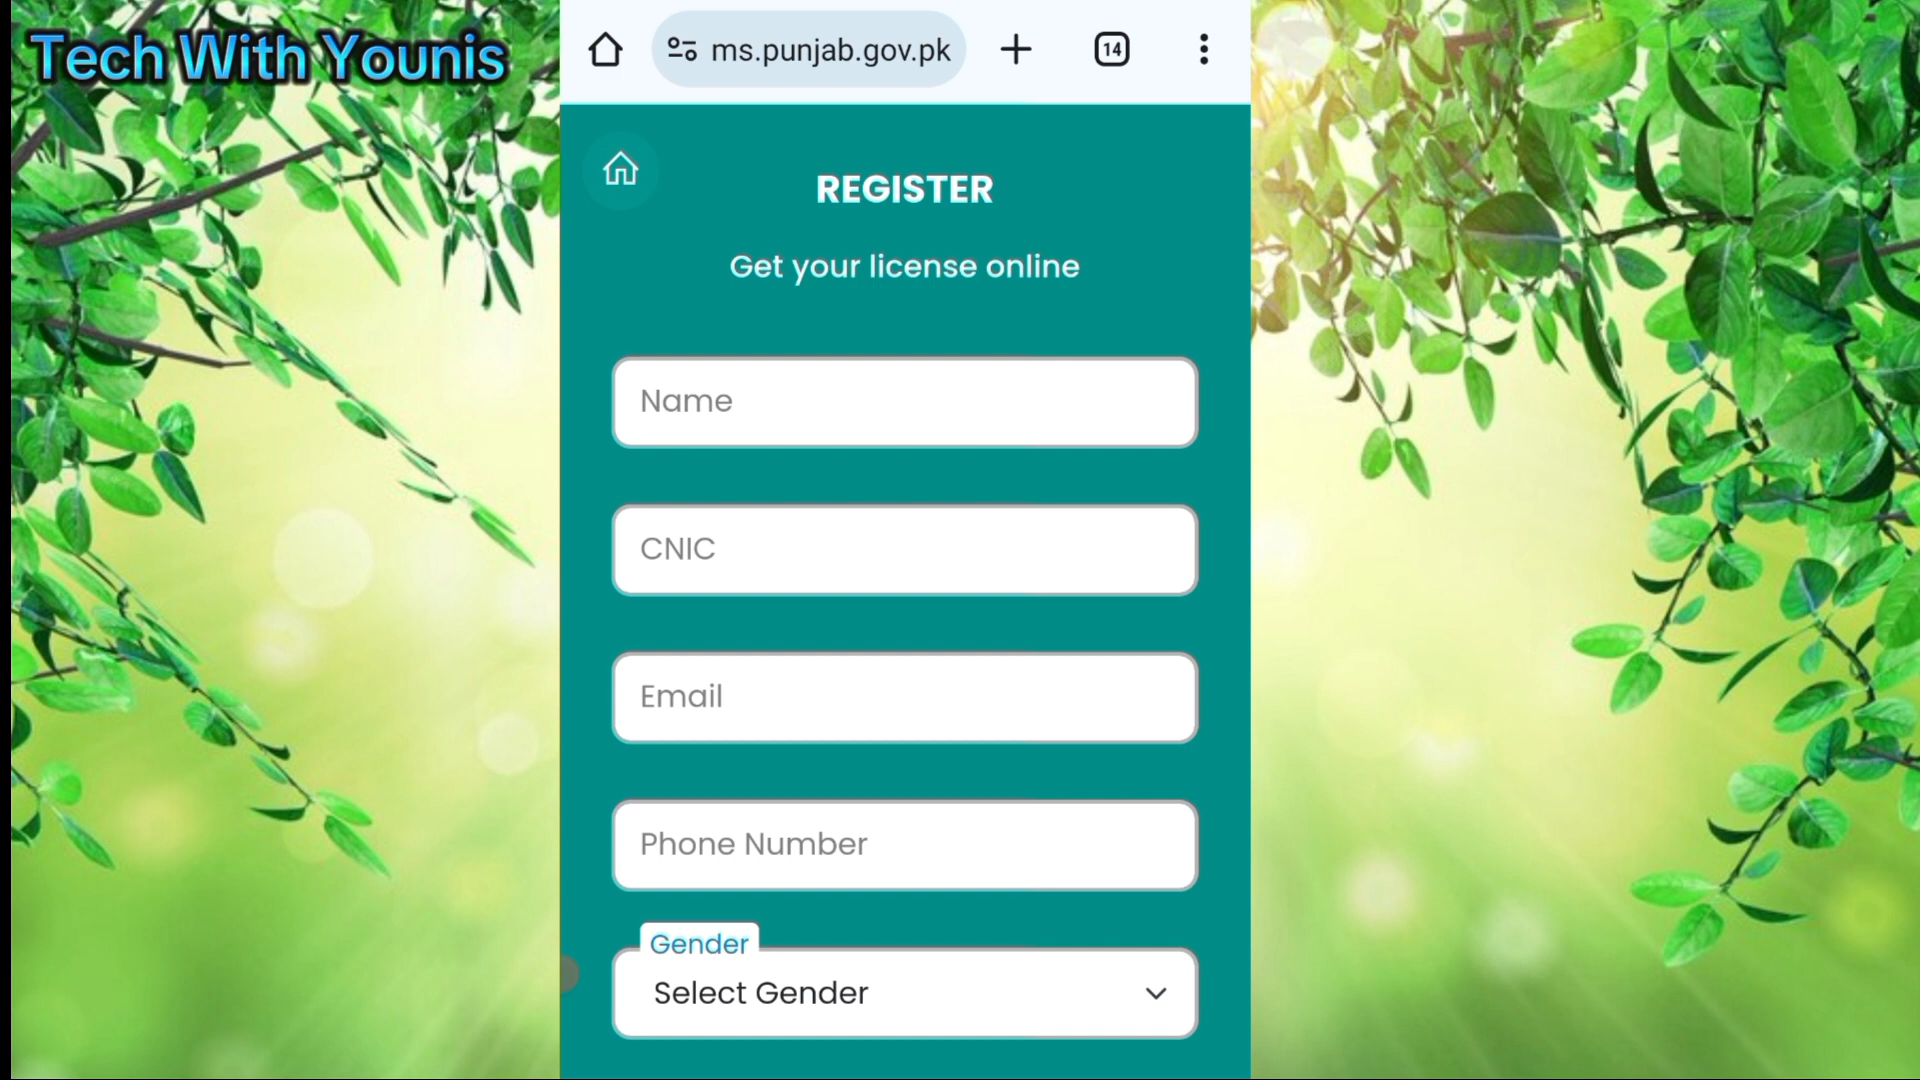 Tech With Younis
ms.punjab.gov.pk
14
REGISTER
Get your license online
Name
CNIC
Email
Phone Number
Gender
Select Gender